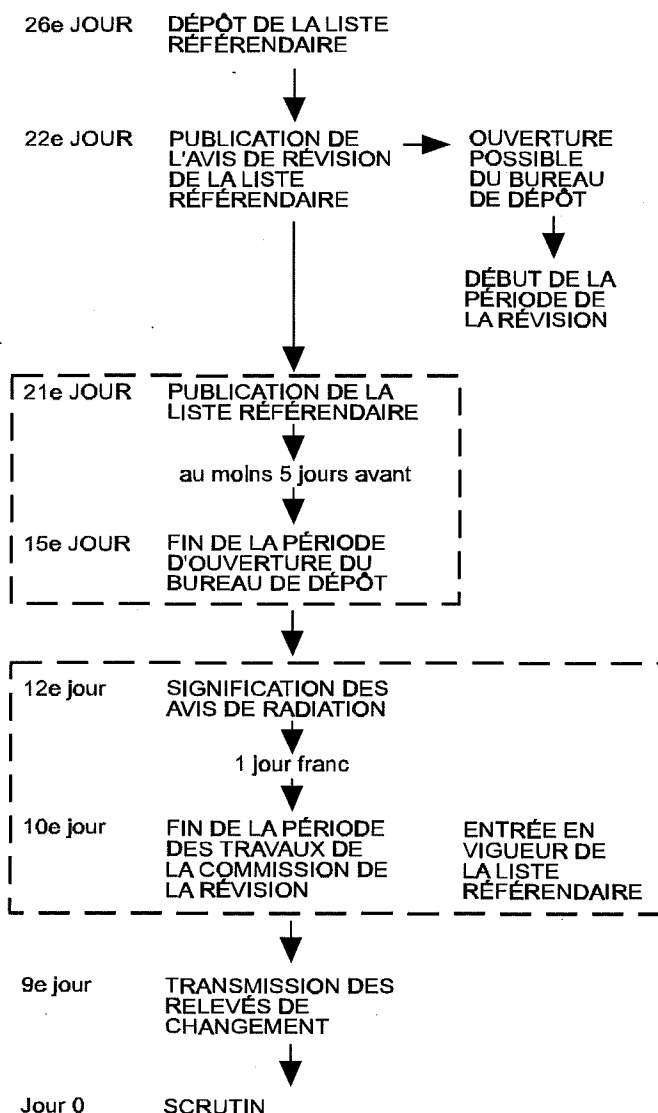 26e JOUR DÉPÔT DE LA LISTE
RÉFÉRENDAIRE
22e JOUR PUBLICATION DE
L'AVIS DE RÉVISION
DE LA LISTE
RÉFÉRENDAIRE
OUVERTURE
POSSIBLE
DU BUREAU
DE DÉPÔT
DÉBUT DE LA
PÉRIODE DE
LA RÉVISION
21e JOUR PUBLICATION DE LA
LISTE RÉFÉRENDAIRE
au moins 5 jours avant
15e JOUR FIN DE LA PÉRIODE
D'OUVERTURE DU
BUREAU DE DÉPÔT
12e jour SIGNIFICATION DES
AVIS DE RADIATION
1 jour franc
10e jour FIN DE LA PÉRIODE
DES TRAVAUX DE
LA COMMISSION DE
LA RÉVISION
ENTRÉE EN
VIGUEUR DE
LA LISTE
RÉFÉRENDAIRE
9e jour TRANSMISSION DES
RELEVÉS DE
CHANGEMENT
Jour 0 SCRUTIN